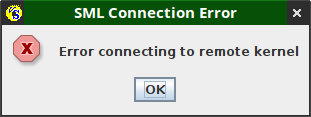 SML Connection Error
Error connecting to remote kernel
OK